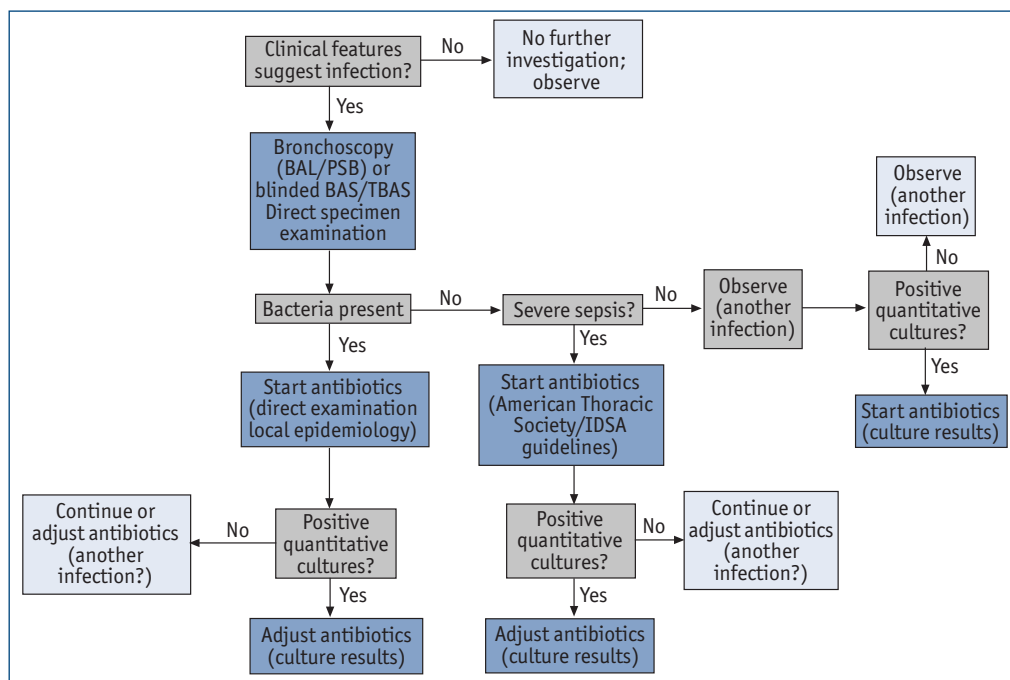 Clinical features
suggest infection?
No
No further
investigation;
observe
Yes
Bronchoscopy
(BAL/PSB) or
blinded BAS/TBAS
Direct specimen
examination
Bacteria present
No
Severe sepsis?
No
Observe
(another
infection)
Positive
quantitative
cultures?
No
Observe
(another
infection)
Yes
Start antibiotics
(culture results)
Yes
Start antibiotics
(direct examination
local epidemiology)
Yes
Start antibiotics
(American Thoracic
Society/IDSA
guidelines)
Positive
quantitative
cultures?
No
Continue or
adjust antibiotics
(another
infection?)
Yes
Adjust antibiotics
(culture results)
Positive
quantitative
cultures?
No
Continue or
adjust antibiotics
(another
infection?)
Yes
Adjust antibiotics
(culture results)